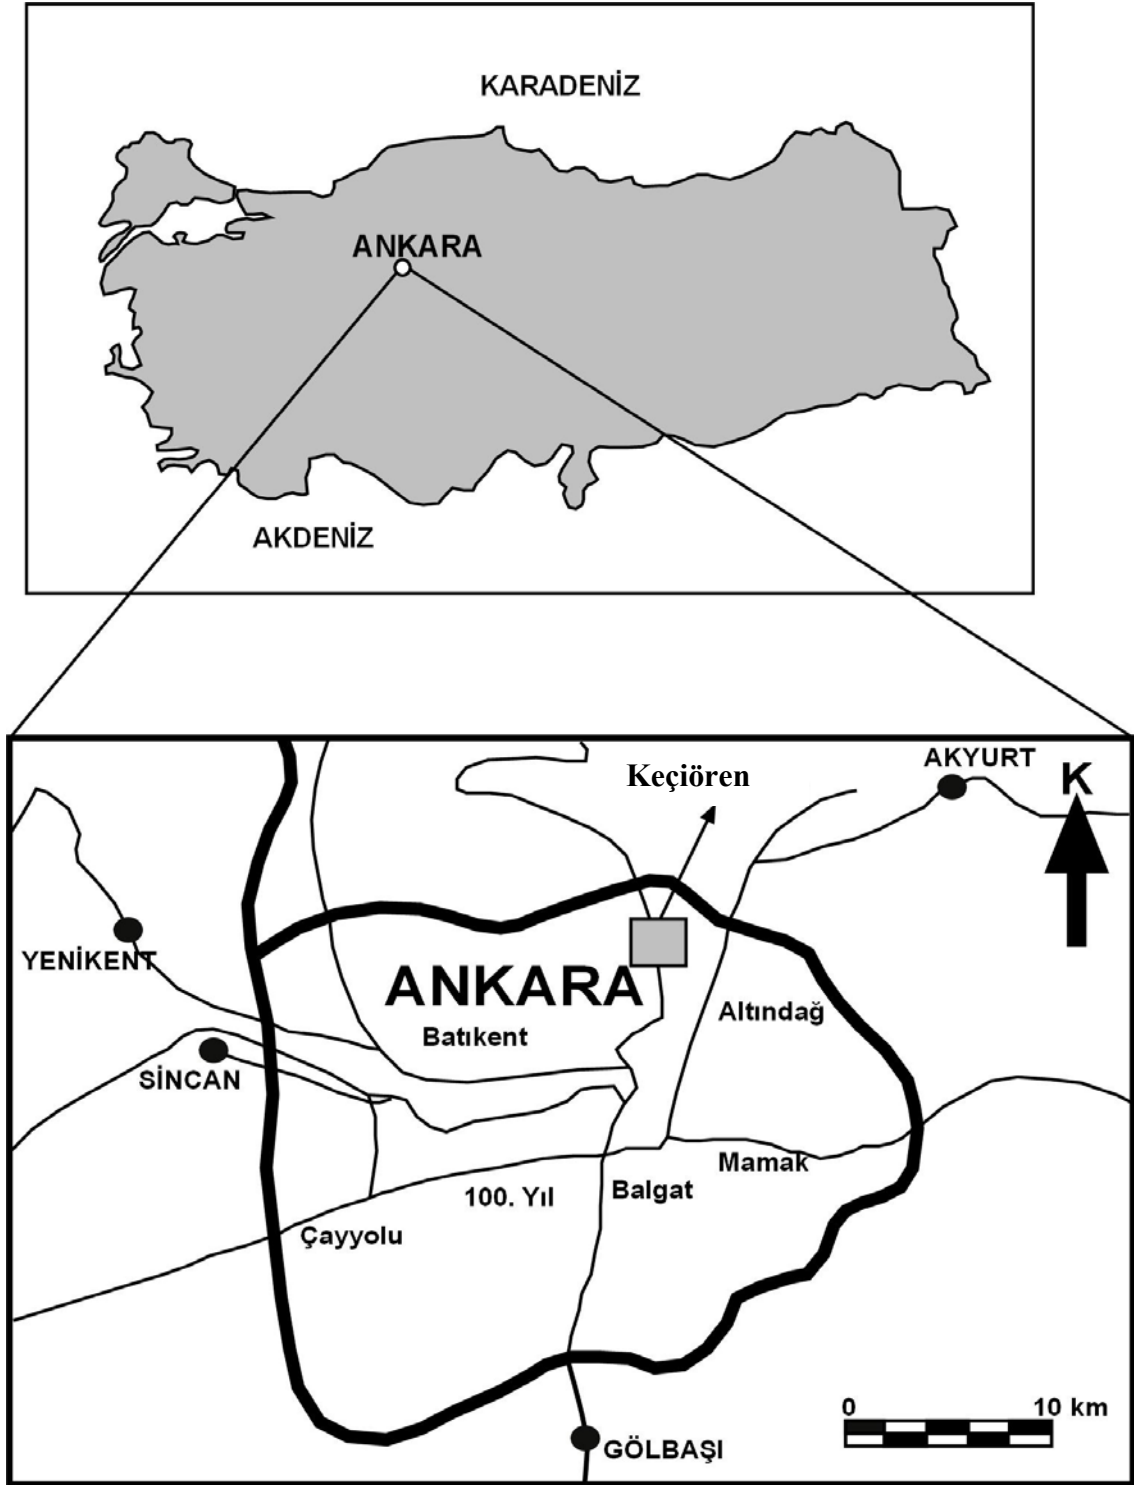 KARADENİZ
ANKARA
AKDENİZ
AKYURT
Keçiören
K
YENİKENT
ANKARA
Altındağ
Batıkent
SİNCAN
Mamak
100. Yıl
Balgat
Çayyolu
0 10 km
GÖLBAŞI